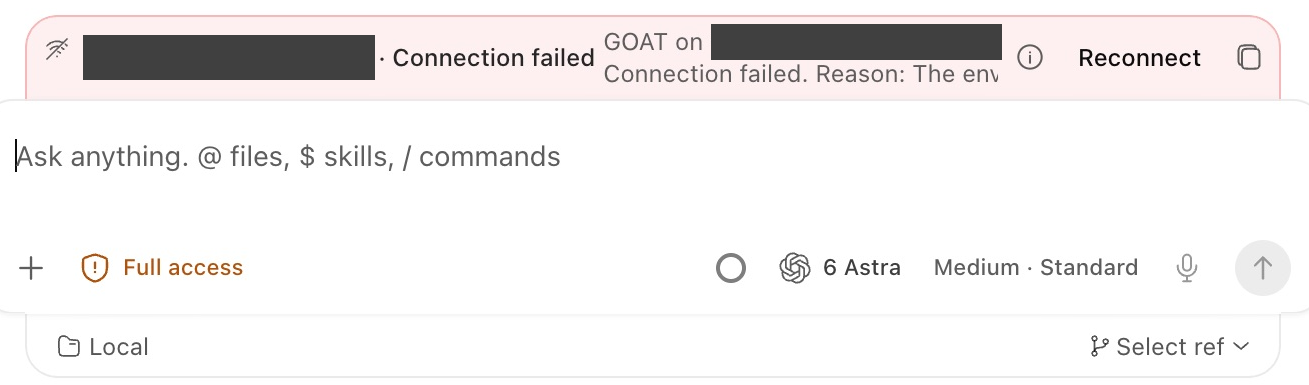 · Connection failed
GOAT on
Connection failed. Reason: The env
Reconnect
Ask anything. @ files, $ skills, / commands
Full access
6 Astra
Medium · Standard
Local
Select ref